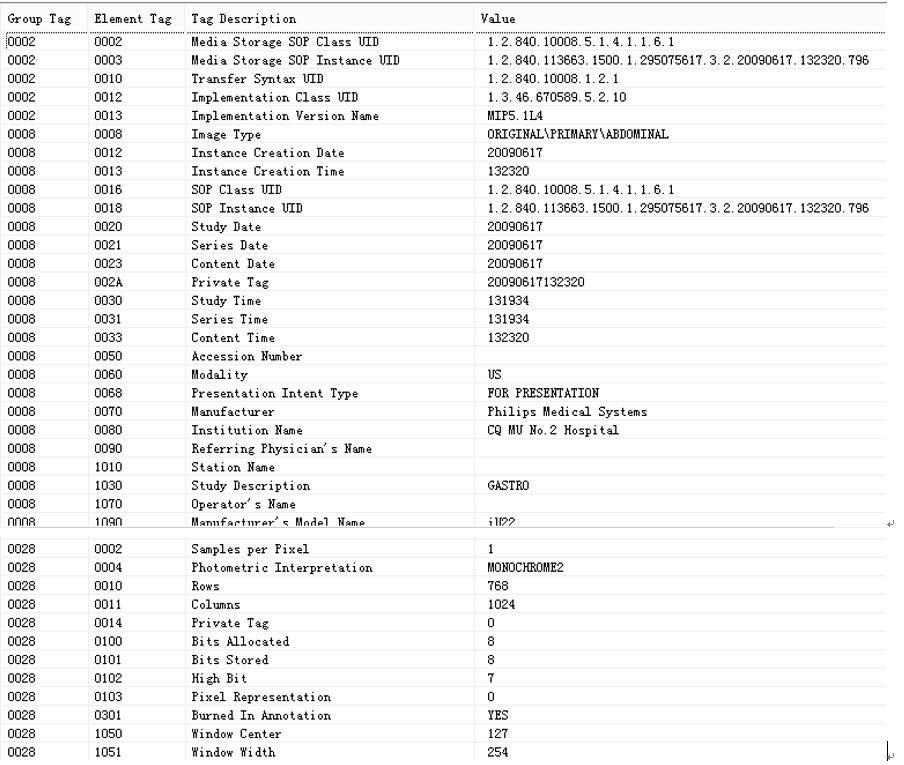 Group Tag Element Tag Tag Description Value
0002 0002 Media Storage SOP Class UID 1.2.840.10008.5.1.4.1.1.6.1
0002 0003 Media Storage SOP Instance UID 1.2.840.113663.1500.1.295075617.3.2.20090617.132320.796
0002 0010 Transfer Syntax UID 1.2.840.10008.1.2.1
0002 0012 Implementation Class UID 1.3.46.670589.5.2.10
0002 0013 Implementation Version Name MIP5.1L4
0008 0008 Image Type ORIGINAL\PRIMARY\ABDOMINAL
0008 0012 Instance Creation Date 20090617
0008 0013 Instance Creation Time 132320
0008 0016 SOP Class UID 1.2.840.10008.5.1.4.1.1.6.1
0008 0018 SOP Instance UID 1.2.840.113663.1500.1.295075617.3.2.20090617.132320.796
0008 0020 Study Date 20090617
0008 0021 Series Date 20090617
0008 0023 Content Date 20090617
0008 002A Private Tag 20090617132320
0008 0030 Study Time 131934
0008 0031 Series Time 131934
0008 0033 Content Time 132320
0008 0050 Accession Number
0008 0060 Modality US
0008 0068 Presentation Intent Type FOR PRESENTATION
0008 0070 Manufacturer Philips Medical Systems
0008 0080 Institution Name CQ MU No.2 Hospital
0008 0090 Referring Physician's Name
0008 1010 Station Name
0008 1030 Study Description GASTRO
0008 1070 Operator's Name
0008 1090 Manufacturer's Model Name iU22
0028 0002 Samples per Pixel 1
0028 0004 Photometric Interpretation MONOCHROME2
0028 0010 Rows 768
0028 0011 Columns 1024
0028 0014 Private Tag 0
0028 0100 Bits Allocated 8
0028 0101 Bits Stored 8
0028 0102 High Bit 7
0028 0103 Pixel Representation 0
0028 0301 Burned In Annotation YES
0028 1050 Window Center 127
0028 1051 Window Width 254